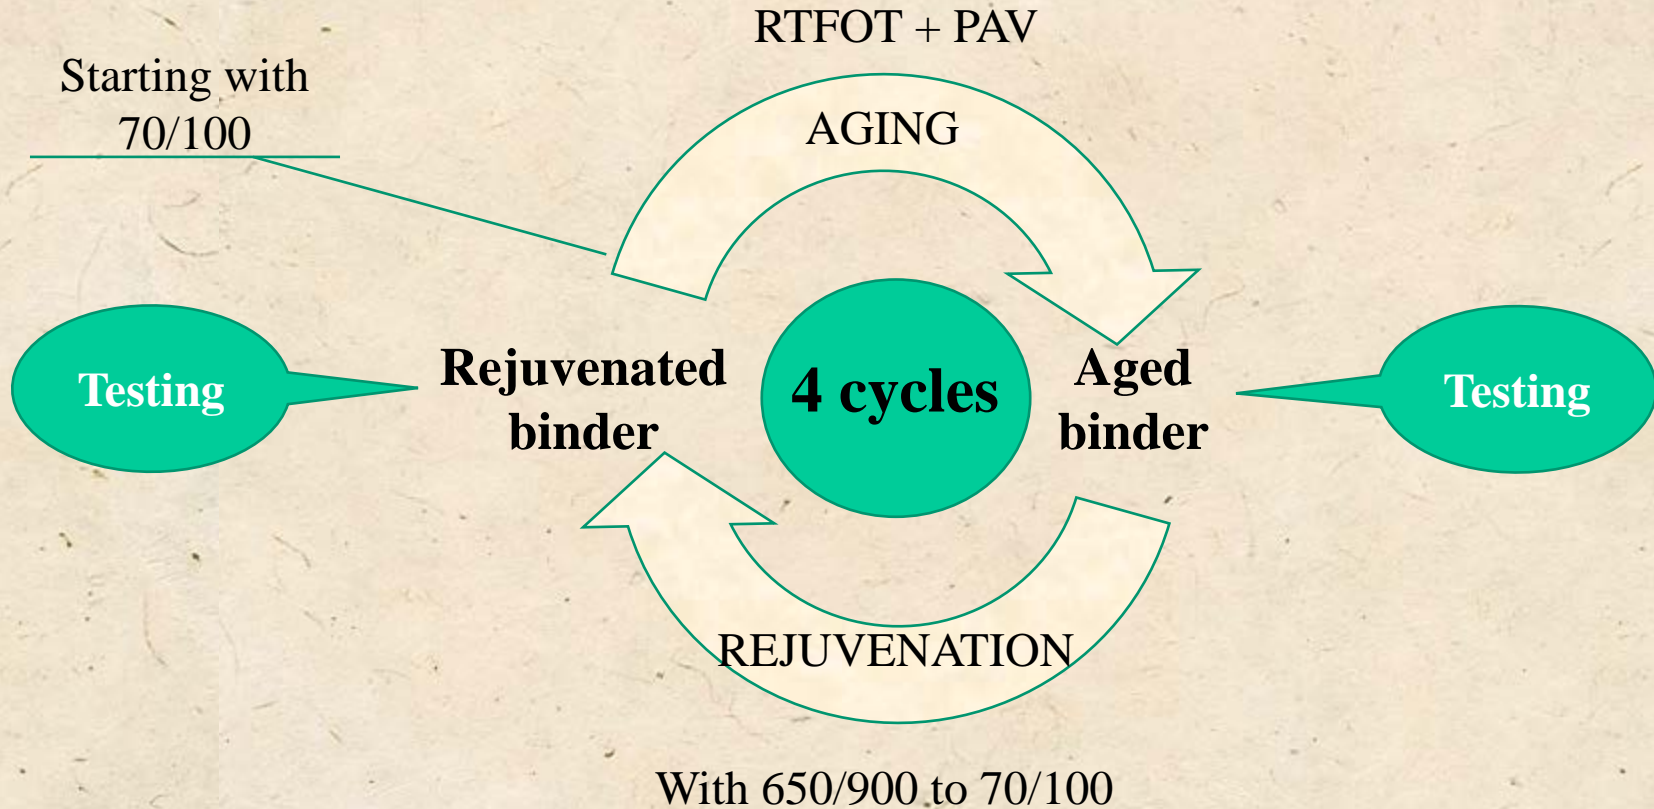 RTFOT + PAV
Starting with
70/100
AGING
Testing
Rejuvenated
binder
4 cycles
Aged
binder
Testing
REJUVENATION
With 650/900 to 70/100